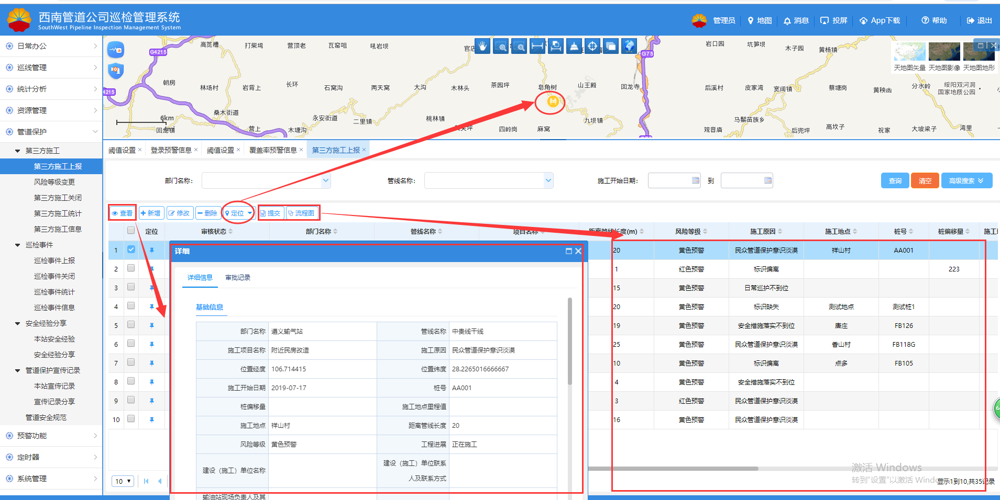 西南管道公司巡检管理系统
SouthWest Pipeline Inspection Management System
管理员 地图 消息 投屏 App下载 帮助 退出
日常办公
巡线管理
统计分析
资源管理
管道保护
第三方施工
第三方施工上报
风险等级变更
第三方施工关闭
第三方施工统计
第三方施工信息
巡检事件
巡检事件上报
巡检事件关闭
巡检事件统计
巡检事件信息
安全经验分享
本站安全经验
安全经验分享
管道保护宣传记录
本站宣传记录
宣传记录分享
管道安全规范
预警功能
定时器
系统管理
高笕槽 打柴塆 营顶老 瓦窑咀 吼岩坝 官店 岩口园 坑笋坝 木子园 黄杨镇
G4215 G75
天地图矢量 天地图影像 天地图地形
朝房 林场村 岩背上 长环 石窝沟 两天窝 大沟 木林头 茶园坪 皂角树 山王殿 回龙寺 后溪村 皮家湾 宽阔镇 蔡塘岗 黄秧凼 分水岭 绥阳双河洞
国家地质公园
4215
桑木街道 永安街道 二里镇 桃林镇 九坝镇 马鬃苗族乡
6km
4mi
回龙镇 营上 木塘沟 四岭岗 麻窝 观音庙 后兜坪 高坎子 祝家 大坡梁子 湾里
阈值设置 × 登录预警信息 × 阈值设置 × 覆盖率预警信息 × 第三方施工上报 ×
部门名称: 管线名称: 施工开始日期: 到 查询 清空 高级搜索
查看 新增 修改 删除 定位 提交 流程图
定位 审核状态 部门名称 管线名称 项目名称 距离管线长度(m) 风险等级 施工原因 施工地点 桩号 桩偏移量
1 20 黄色预警 民众管道保护意识淡漠 祥山村 AA001
2 1 红色预警 标识偏离 223
3 15 黄色预警 日常巡护不到位
4 20 黄色预警 标识缺失 测试地点 测试桩1
5 19 黄色预警 安全措施落实不到位 唐庄 FB126
6 25 黄色预警 民众管道保护意识淡漠 香山村 FB118G
7 10 黄色预警 标识偏离 点多 FB105
8 4 黄色预警 安全措施落实不到位
9 3 红色预警 民众管道保护意识淡漠
10 16 黄色预警 民众管道保护意识淡漠
详细
详细信息 审批记录
基础信息
部门名称 遵义输气站 管线名称 中贵线干线
施工项目名称 附近民房改造 施工原因 民众管道保护意识淡漠
位置经度 106.714415 位置纬度 28.2265016666667
施工开始日期 2019-07-17 桩号 AA001
桩偏移量 施工地点里程值
施工地点 祥山村 距离管线长度 20
风险等级 黄色预警 工程进展 正在施工
建设（施工）单位名称 建设（施工）单位联系
人及联系方式
输油站现场负责人及其
10
激活 Windows
转到“设置”以激活 Windo
显示1到10,共35记录